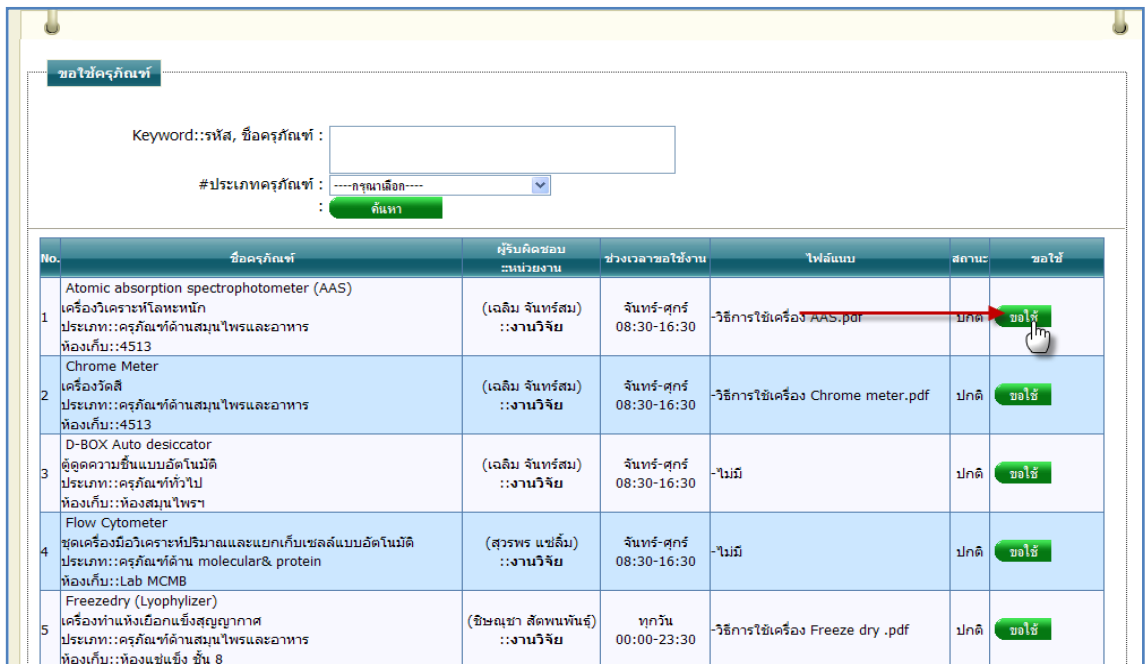 ขอใช้ครุภัณฑ์
Keyword::รหัส, ชื่อครุภัณฑ์ :
#ประเภทครุภัณฑ์ : ----กรุณาเลือก----
: ค้นหา
No. ชื่อครุภัณฑ์ ผู้รับผิดชอบ ::หน่วยงาน ช่วงเวลาขอใช้งาน ไฟล์แนบ สถานะ ขอใช้
Atomic absorption spectrophotometer (AAS)
เครื่องวิเคราะห์โลหะหนัก
ประเภท::ครุภัณฑ์ด้านสมุนไพรและอาหาร
ห้องเก็บ::4513
1 (เฉลิม จันทร์สม) ::งานวิจัย จันทร์-ศุกร์ 08:30-16:30 -วิธีการใช้เครื่อง AAS.pdf ปกติ ขอใช้
Chrome Meter
เครื่องวัดสี
ประเภท::ครุภัณฑ์ด้านสมุนไพรและอาหาร
ห้องเก็บ::4513
2 (เฉลิม จันทร์สม) ::งานวิจัย จันทร์-ศุกร์ 08:30-16:30 -วิธีการใช้เครื่อง Chrome meter.pdf ปกติ ขอใช้
D-BOX Auto desiccator
ตู้ดูดความชื้นแบบอัตโนมัติ
ประเภท::ครุภัณฑ์ทั่วไป
ห้องเก็บ::ห้องสมุนไพรฯ
3 (เฉลิม จันทร์สม) ::งานวิจัย จันทร์-ศุกร์ 08:30-16:30 -ไม่มี ปกติ ขอใช้
Flow Cytometer
ชุดเครื่องมือวิเคราะห์ปริมาณและแยกเก็บเซลล์แบบอัตโนมัติ
ประเภท::ครุภัณฑ์ด้าน molecular& protein
ห้องเก็บ::Lab MCMB
4 (สุวรพร แซ่ลิ้ม) ::งานวิจัย จันทร์-ศุกร์ 08:30-16:30 -ไม่มี ปกติ ขอใช้
Freezedry (Lyophylizer)
เครื่องทำแห้งเยือกแข็งสุญญากาศ
ประเภท::ครุภัณฑ์ด้านสมุนไพรและอาหาร
ห้องเก็บ::ห้องแช่แข็ง ชั้น 8
5 (ชิษณุชา สัตพนพันธุ์) ::งานวิจัย ทุกวัน 00:00-23:30 -วิธีการใช้เครื่อง Freeze dry .pdf ปกติ ขอใช้